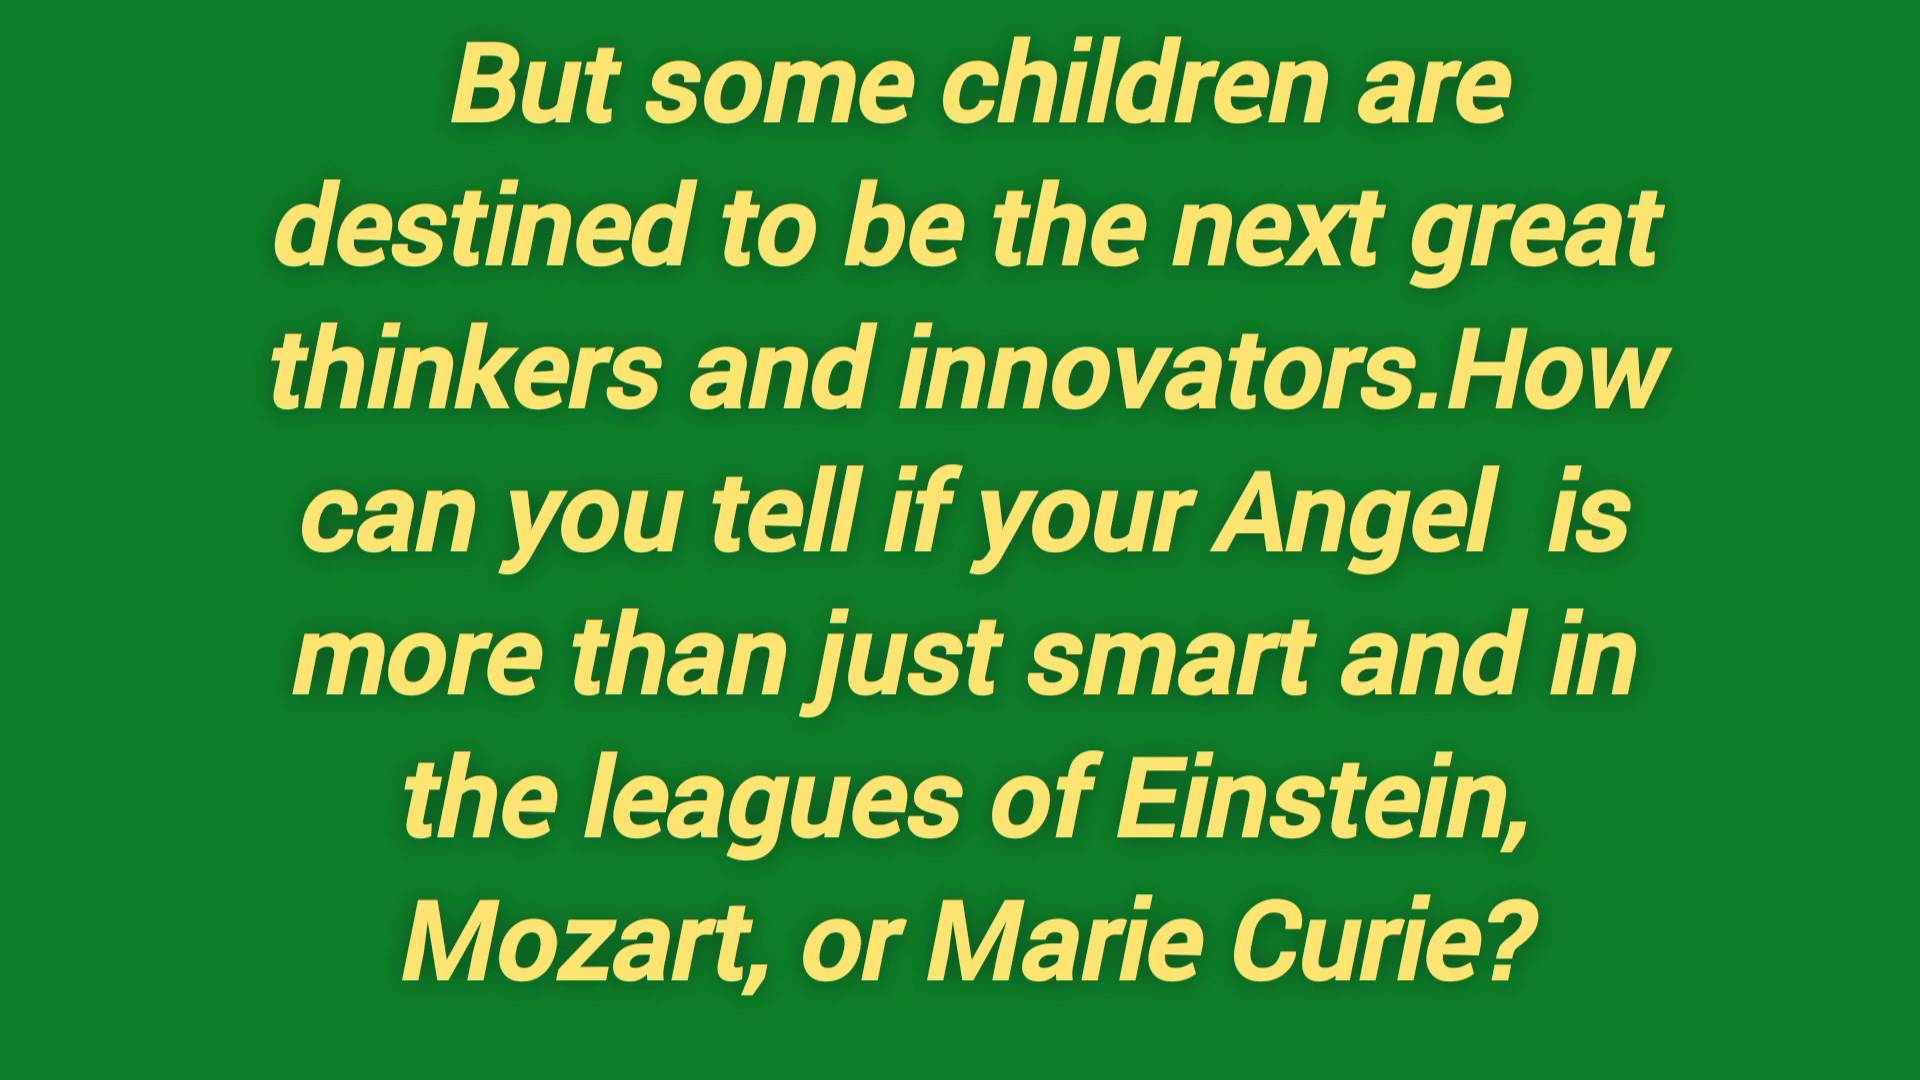 But some children are
destined to be the next great
thinkers and innovators.How
can you tell if your Angel  is
more than just smart and in
the leagues of Einstein,
Mozart, or Marie Curie?